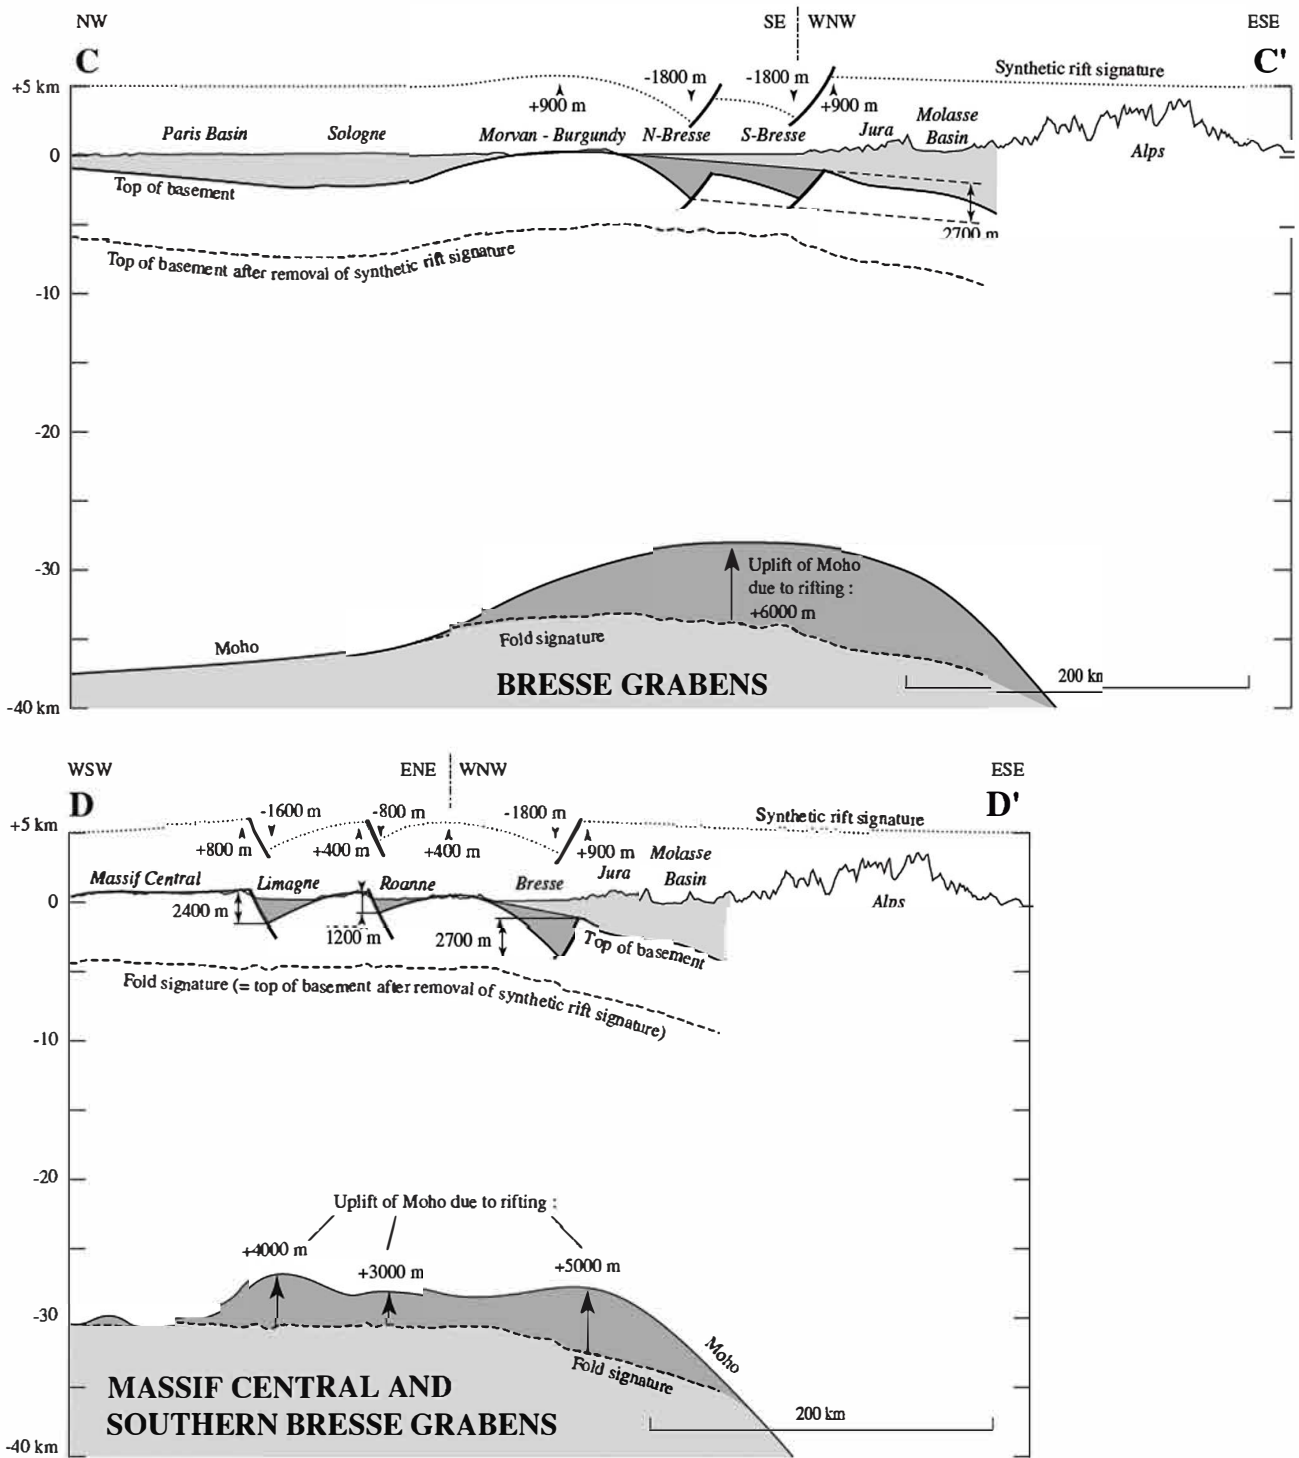 NW
SE
WNW
ESE
C
C'
-1800 m
-1800 m
Synthetic rift signature
+5 km
+900 m
+900 m
Paris Basin
Sologne
Morvan - Burgundy
N-Bresse
S-Bresse
Jura
Molasse
Basin
Alps
0
Top of basement
2700 m
Top of basement after removal of synthetic rift signature
-10
-20
-30
Uplift of Moho
due to rifting :
+6000 m
Moho
Fold signature
BRESSE GRABENS
200 km
-40 km
WSW
ENE
WNW
ESE
D
D'
-1600 m
-800 m
-1800 m
Synthetic rift signature
+5 km
+800 m
+400 m
+400 m
+900 m
Molasse
Basin
Massif Central
Limagne
Roanne
Bresse
Jura
Alps
0
2400 m
1200 m
2700 m
Top of basement
Fold signature (= top of basement after removal of synthetic rift signature)
-10
-20
Uplift of Moho due to rifting :
+4000 m
+3000 m
+5000 m
-30
Moho
Fold signature
MASSIF CENTRAL AND
SOUTHERN BRESSE GRABENS
200 km
-40 km